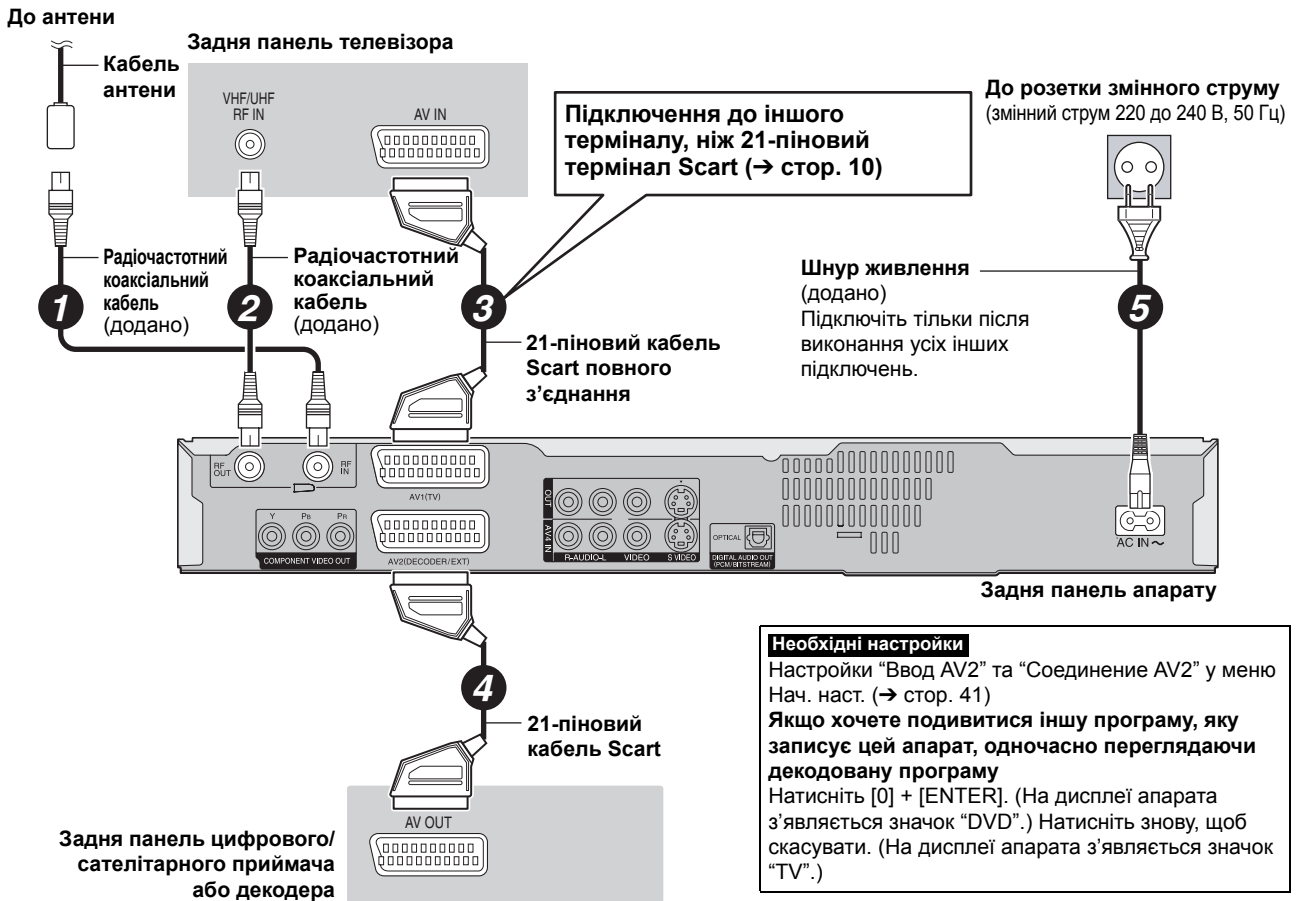 До антени
Кабель
антени
Задня панель телевізора
VHF/UHF
RF IN
AV IN
Підключення до іншого
терміналу, ніж 21-піновий
термінал Scart (➔ стор. 10)
До розетки змінного струму
(змінний струм 220 до 240 В, 50 Гц)
Радіочастотний
коаксіальний
кабель
(додано)
Радіочастотний
коаксіальний
кабель
(додано)
1
2
3
21-піновий кабель
Scart повного
з’єднання
Шнур живлення
(додано)
Підключіть тільки після
виконання усіх інших
підключень.
5
RF
OUT
RF
IN
AV1(TV)
Y PB PR
COMPONENT VIDEO OUT
AV2(DECODER/EXT)
OUT
AV4 IN
R-AUDIO-L VIDEO S VIDEO
OPTICAL
DIGITAL AUDIO OUT
(PCM/BITSTREAM)
AC IN ~
Задня панель апарату
4
21-піновий
кабель Scart
AV OUT
Задня панель цифрового/
сателітарного приймача
або декодера
Необхідні настройки
Настройки “Ввод AV2” та “Соединение AV2” у меню
Нач. наст. (➔ стор. 41)
Якщо хочете подивитися іншу програму, яку
записує цей апарат, одночасно переглядаючи
декодовану програму
Натисніть [0] + [ENTER]. (На дисплеї апарата
з’являється значок “DVD”.) Натисніть знову, щоб
скасувати. (На дисплеї апарата з’являється значок
“TV”.)